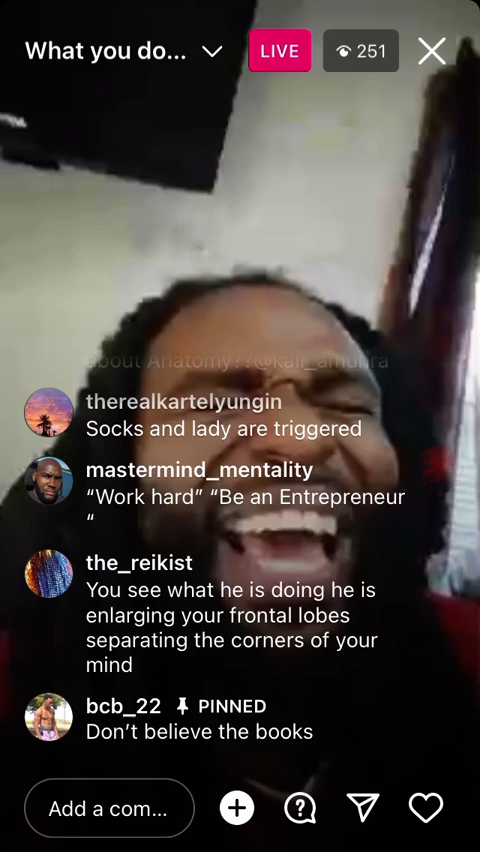 What you do...
LIVE
251
about Anatomy??@kali_amunra
therealkartelyungin
Socks and lady are triggered
mastermind_mentality
“Work hard” “Be an Entrepreneur
“
the_reikist
You see what he is doing he is
enlarging your frontal lobes
separating the corners of your
mind
bcb_22 PINNED
Don’t believe the books
Add a com...